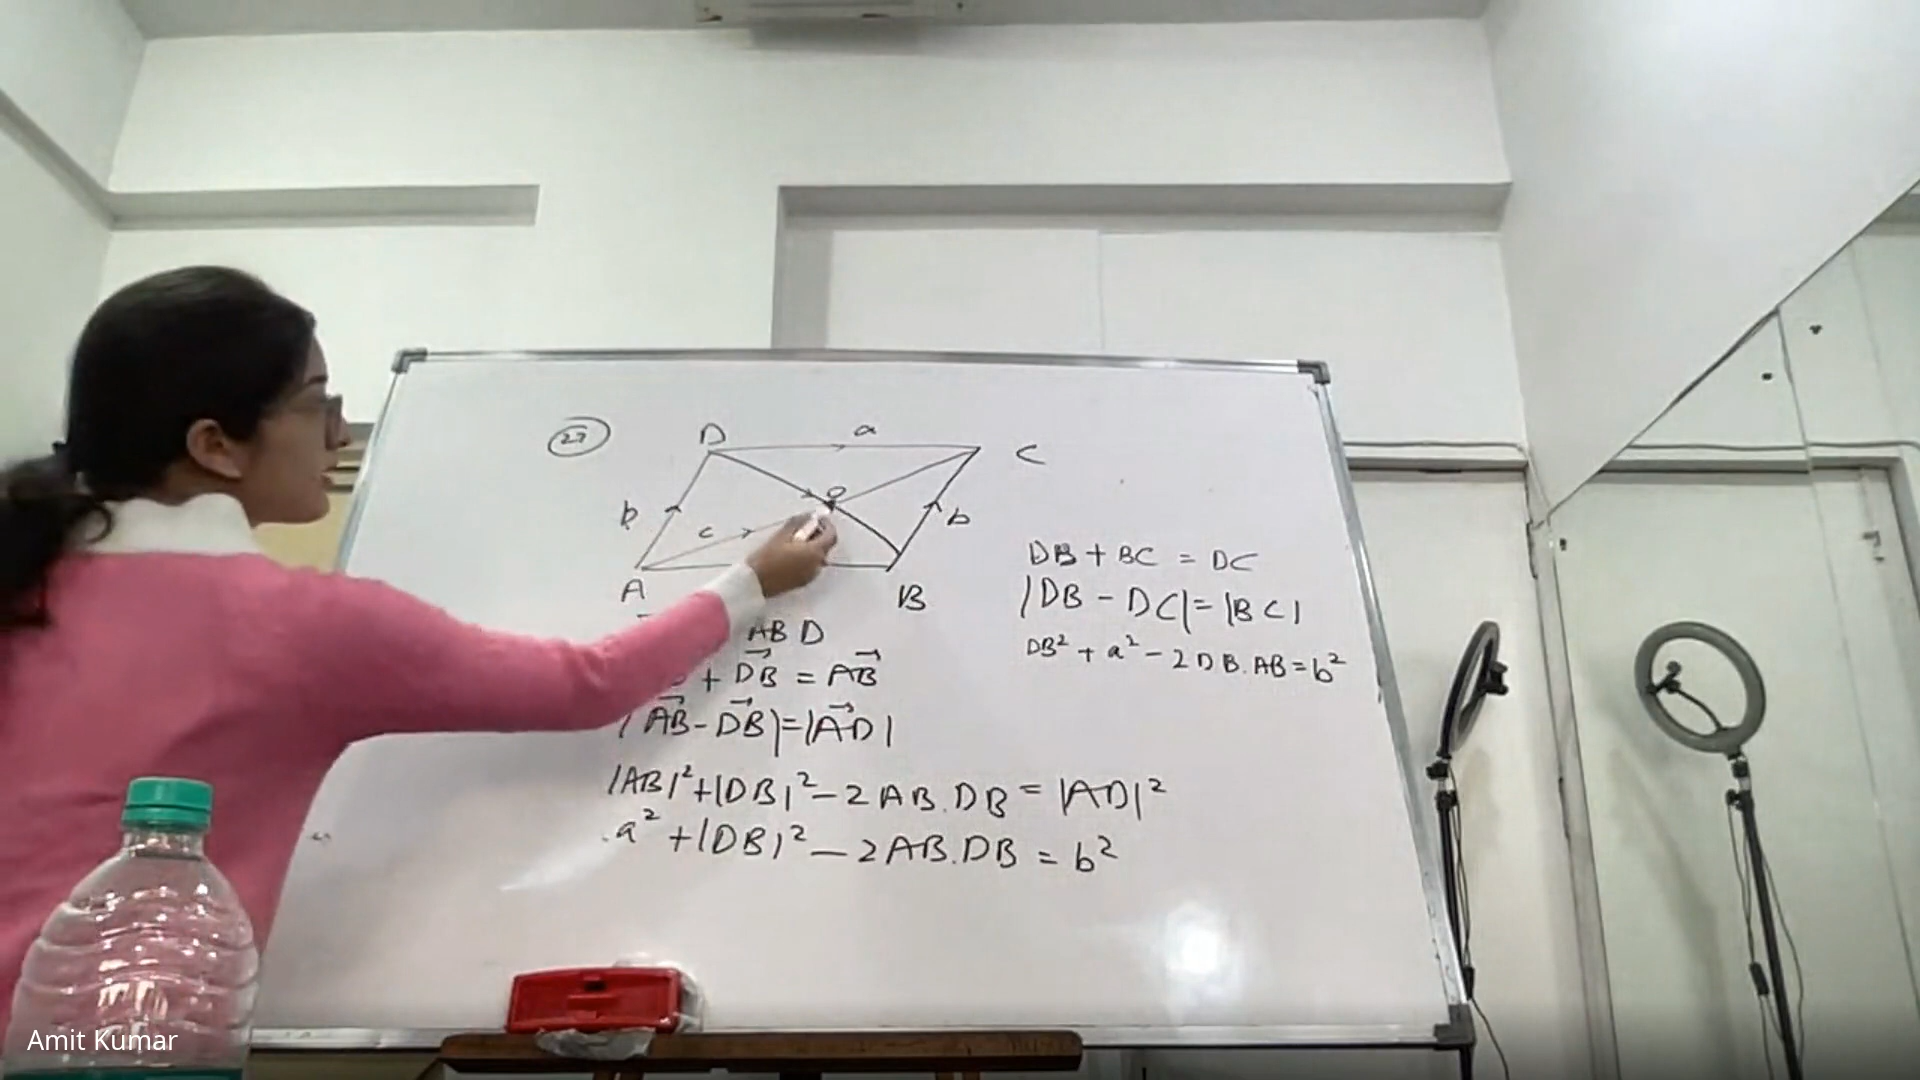 27
D a C
O
b c b
A B
ABD
+ DB = AB
|AB - DB| = |AD|
|AB|² + |DB|² - 2AB.DB = |AD|²
a² + |DB|² - 2AB.DB = b²
DB + BC = DC
|DB - DC| = |BC|
DB² + a² - 2DB.AB = b²
Amit Kumar